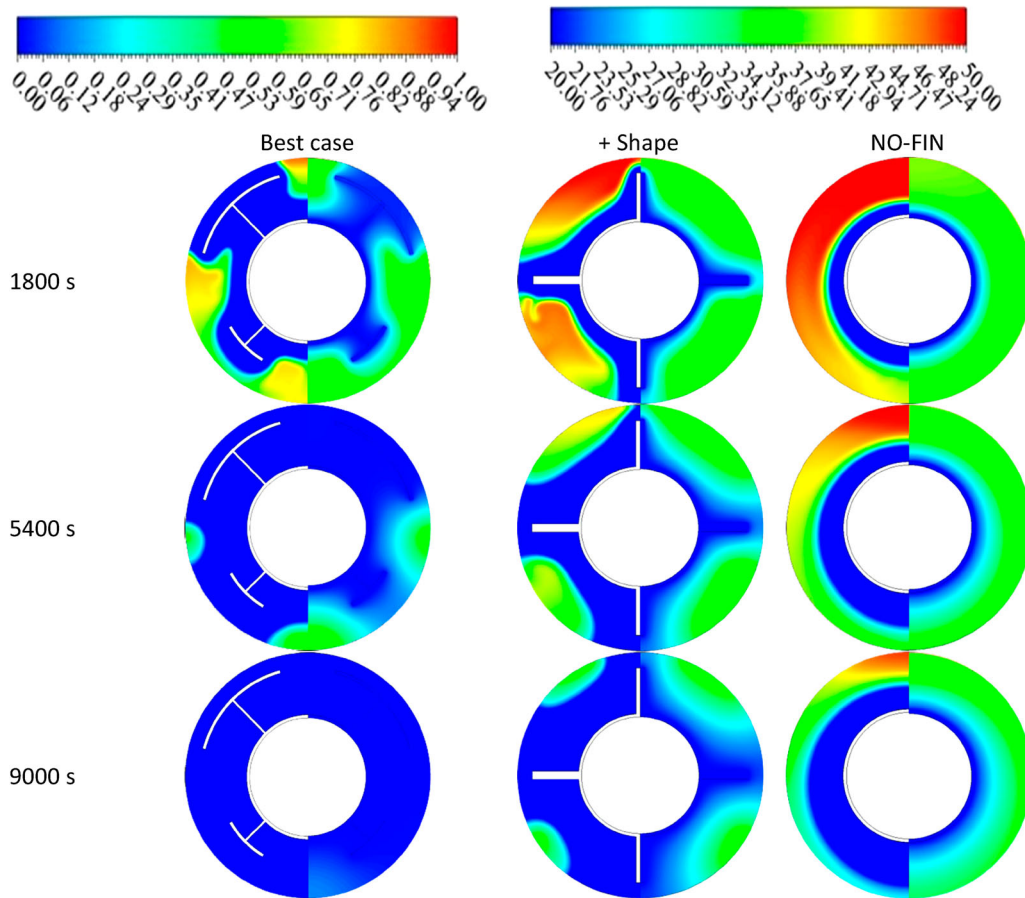 0.00 0.06 0.12 0.18 0.24 0.29 0.35 0.41 0.47 0.53 0.59 0.65 0.71 0.76 0.82 0.88 0.94 1.00
20.00 21.76 23.53 25.29 27.06 28.82 30.59 32.35 34.12 35.88 37.65 39.41 41.18 42.94 44.71 46.47 48.24 50.00
Best case + Shape NO-FIN
1800 s
5400 s
9000 s